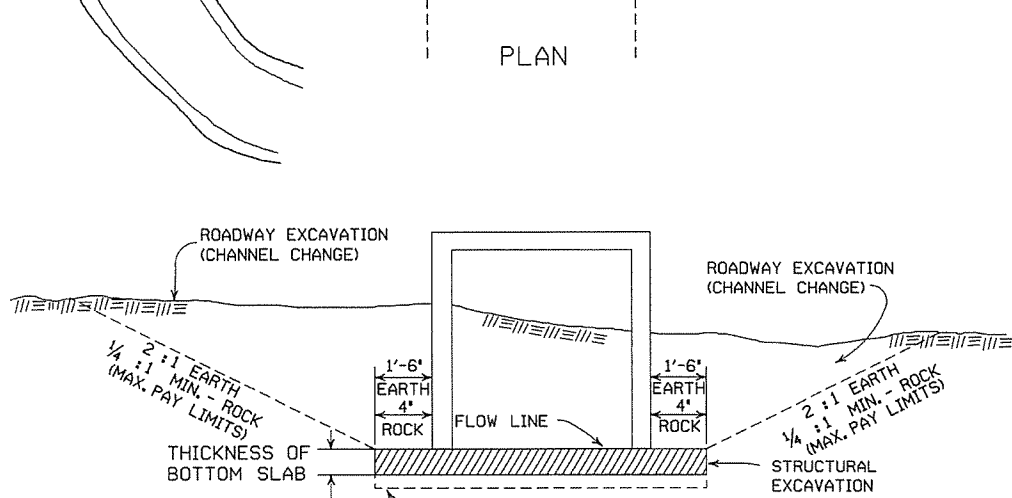 PLAN
ROADWAY EXCAVATION
(CHANNEL CHANGE)
ROADWAY EXCAVATION
(CHANNEL CHANGE)
2 :1 EARTH
¼ :1 MIN. - ROCK
(MAX. PAY LIMITS)
1'-6"
EARTH
4"
ROCK
FLOW LINE
1'-6"
EARTH
4"
ROCK
2 :1 EARTH
¼ :1 MIN. - ROCK
(MAX. PAY LIMITS)
THICKNESS OF
BOTTOM SLAB
STRUCTURAL
EXCAVATION